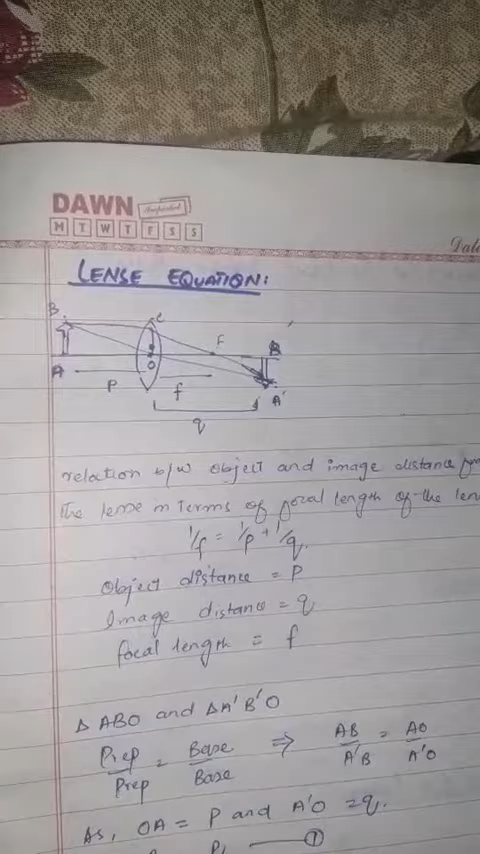 DAWN
M T W T F S S
Date
LENSE EQUATION:
B C F B
A O A'
P f
q
relation b/w object and image distance
the lense in terms of focal length of the len
1/f = 1/p + 1/q.
Object distance = P
Image distance = q
focal length = f
Δ ABO and ΔA'B'O
Prep/Prep = Base/Base ⇒ AB/A'B = AO/A'O
As, OA = P and A'O = q.
P, ①